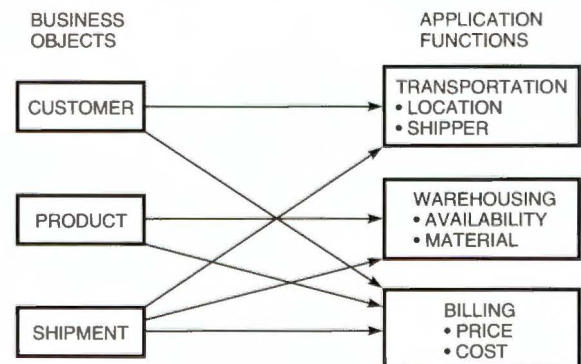 BUSINESS
OBJECTS
CUSTOMER
PRODUCT
SHIPMENT
APPLICATION
FUNCTIONS
TRANSPORTATION
• LOCATION
• SHIPPER
WAREHOUSING
• AVAILABILITY
• MATERIAL
BILLING
• PRICE
• COST